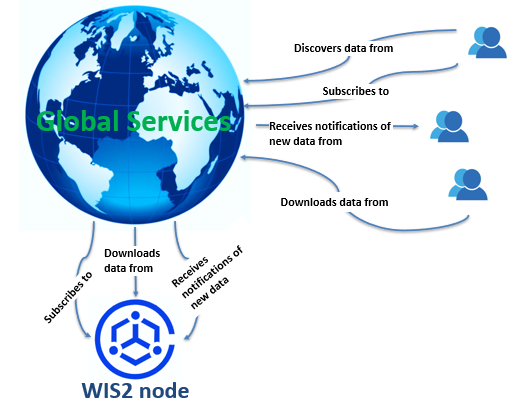 Discovers data from
Subscribes to
Global Services
Receives notifications of
new data from
Downloads data from
Subscribes to
Downloads
data from
Receives
notifications of
new data
WIS2 node